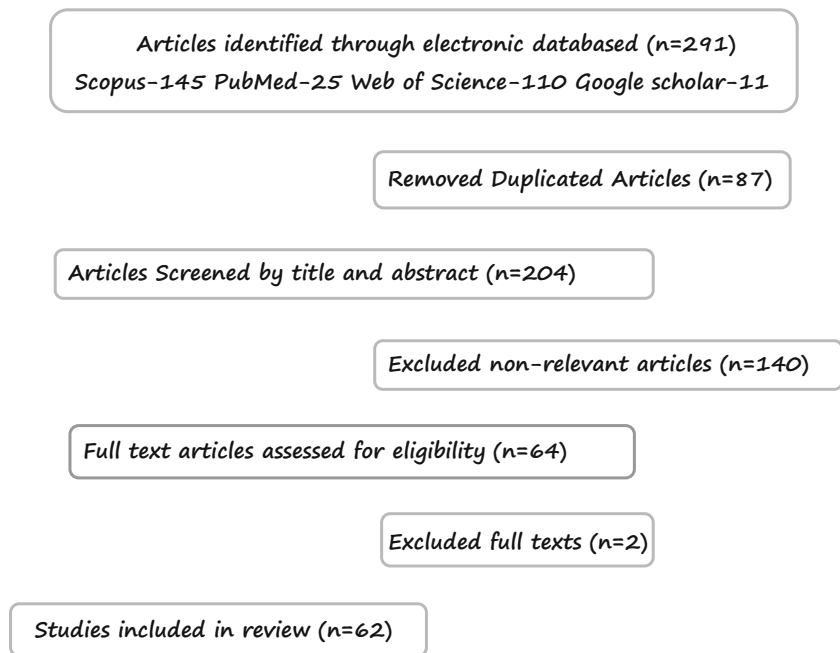 Articles identified through electronic databased (n=291)
Scopus-145 PubMed-25 Web of Science-110 Google scholar-11
Removed Duplicated Articles (n=87)
Articles Screened by title and abstract (n=204)
Excluded non-relevant articles (n=140)
Full text articles assessed for eligibility (n=64)
Excluded full texts (n=2)
Studies included in review (n=62)